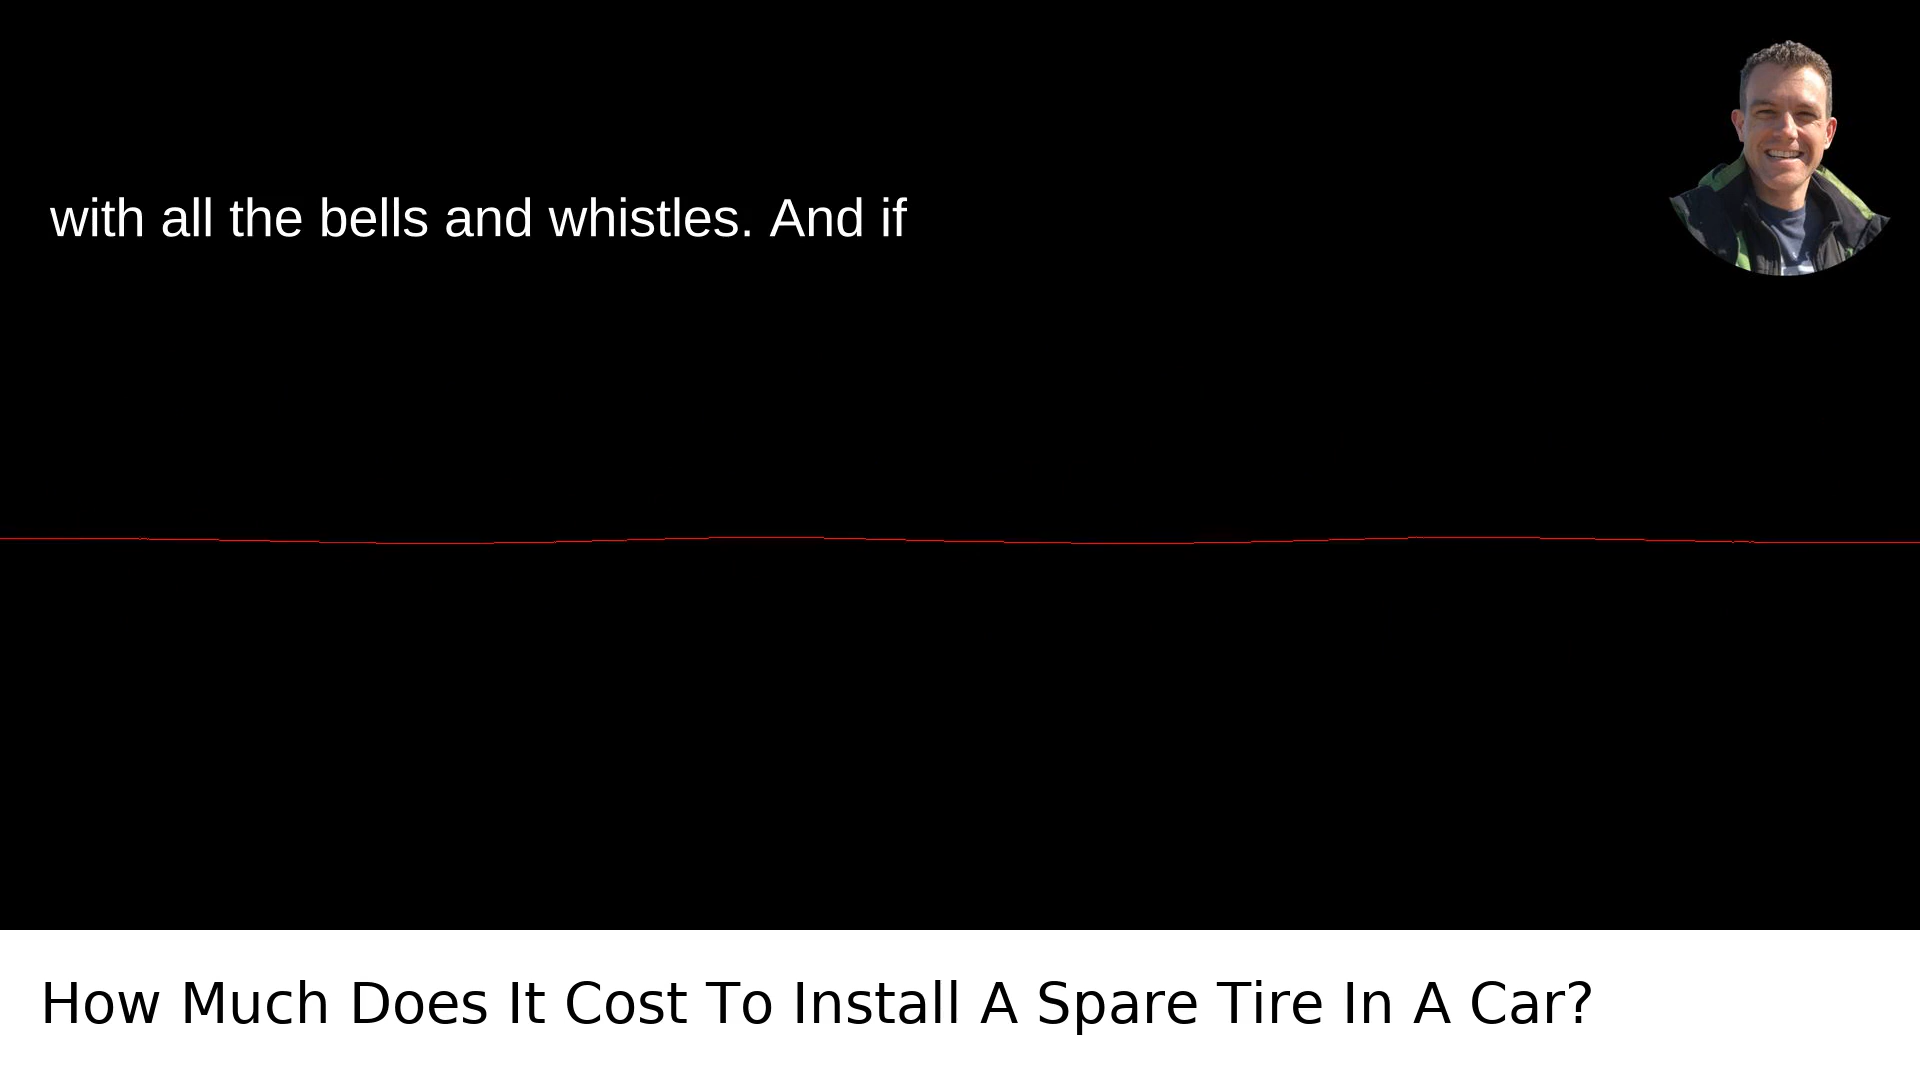 with all the bells and whistles. And if
How Much Does It Cost To Install A Spare Tire In A Car?